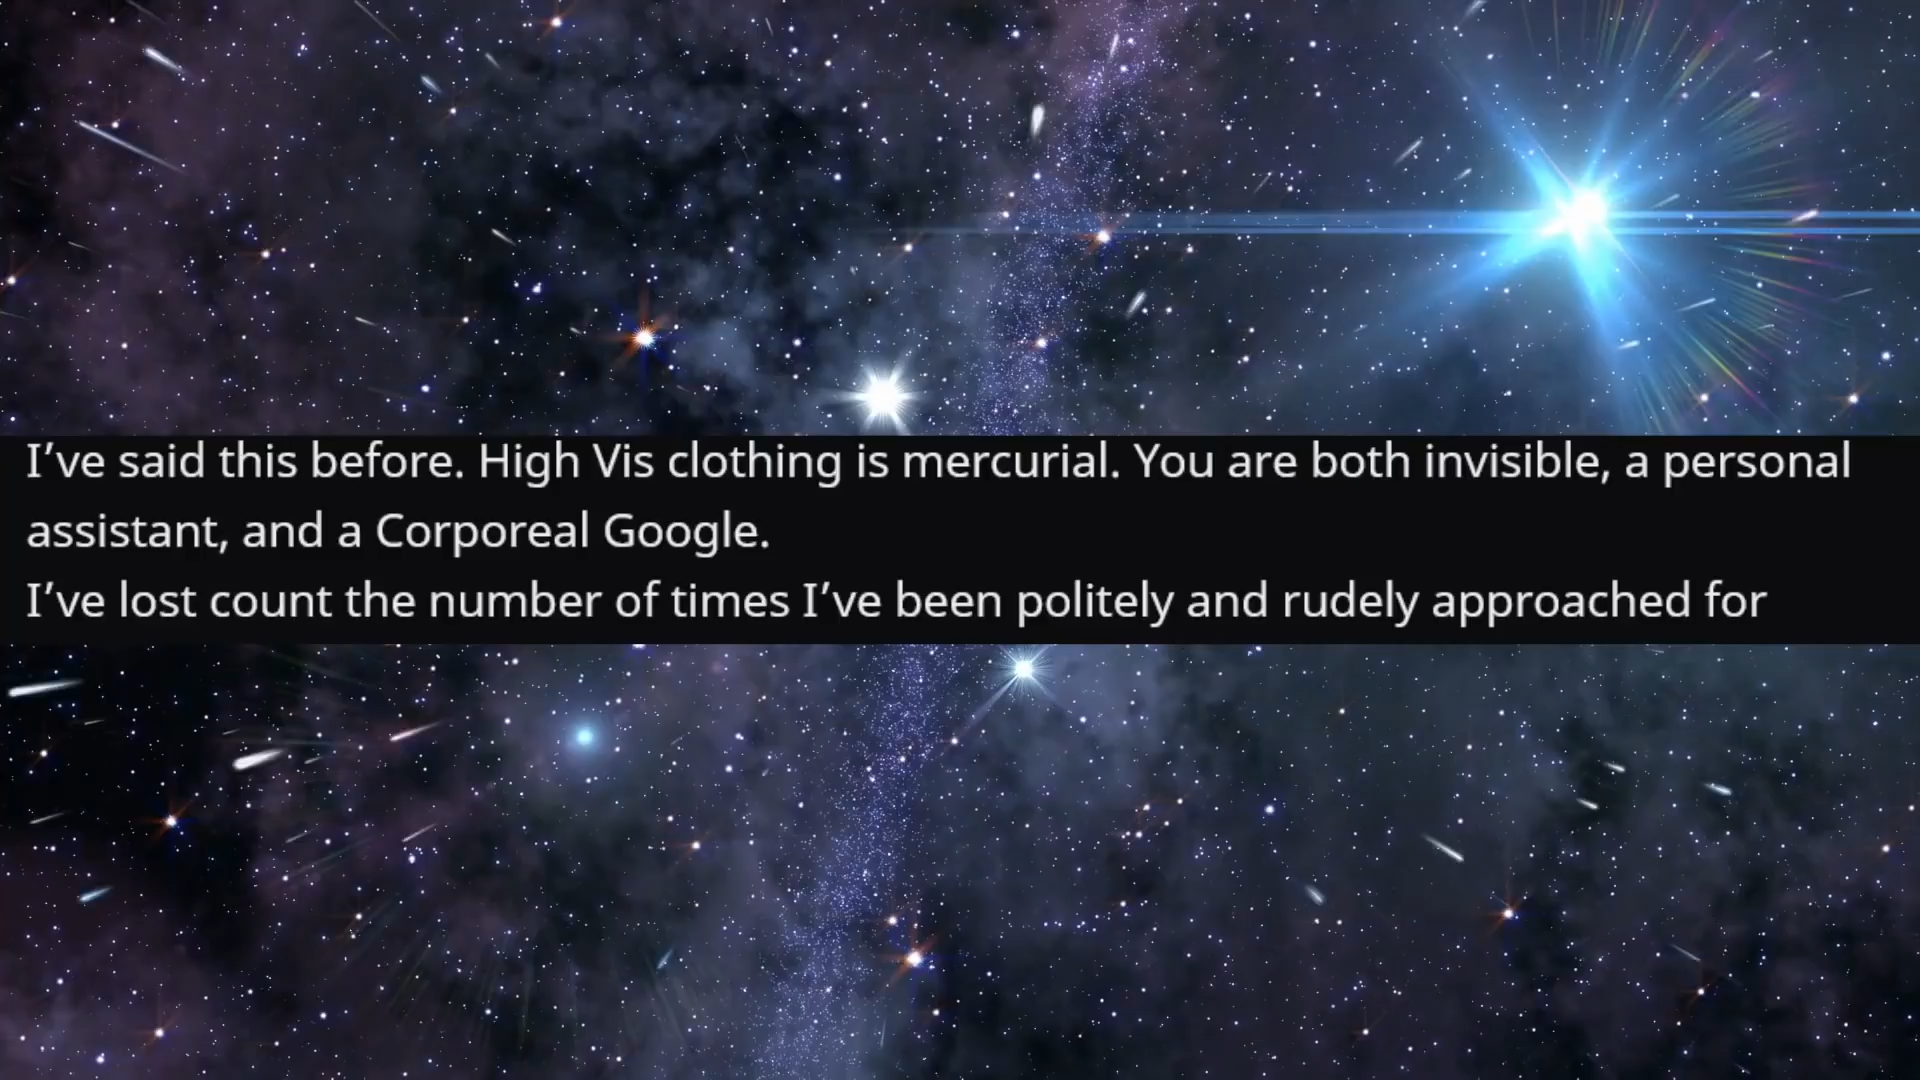 I’ve said this before. High Vis clothing is mercurial. You are both invisible, a personal
assistant, and a Corporeal Google.
I’ve lost count the number of times I’ve been politely and rudely approached for